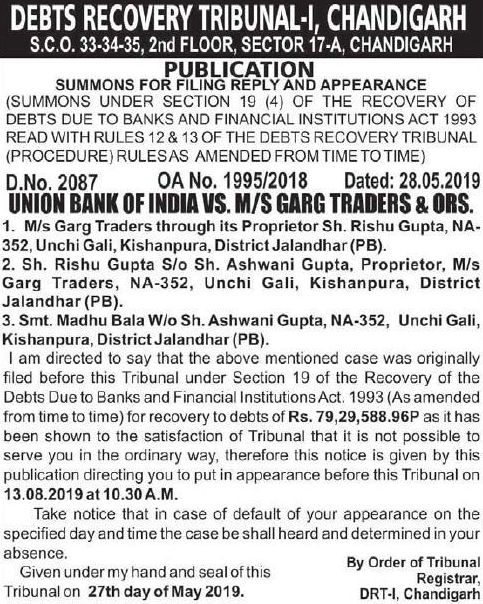 DEBTS RECOVERY TRIBUNAL-I, CHANDIGARH
S.C.O. 33-34-35, 2nd FLOOR, SECTOR 17-A, CHANDIGARH
PUBLICATION
SUMMONS FOR FILING REPLY AND APPEARANCE
(SUMMONS UNDER SECTION 19 (4) OF THE RECOVERY OF
DEBTS DUE TO BANKS AND FINANCIAL INSTITUTIONS ACT 1993
READ WITH RULES 12 & 13 OF THE DEBTS RECOVERY TRIBUNAL
(PROCEDURE) RULES AS AMENDED FROM TIME TO TIME)
D.No. 2087 OA No. 1995/2018 Dated: 28.05.2019
UNION BANK OF INDIA VS. M/S GARG TRADERS & ORS.
1. M/s Garg Traders through its Proprietor Sh. Rishu Gupta, NA-
352, Unchi Gali, Kishanpura, District Jalandhar (PB).
2. Sh. Rishu Gupta S/o Sh. Ashwani Gupta, Proprietor, M/s
Garg Traders, NA-352, Unchi Gali, Kishanpura, District
Jalandhar (PB).
3. Smt. Madhu Bala W/o Sh. Ashwani Gupta, NA-352, Unchi Gali,
Kishanpura, District Jalandhar (PB).
I am directed to say that the above mentioned case was originally
filed before this Tribunal under Section 19 of the Recovery of the
Debts Due to Banks and Financial Institutions Act. 1993 (As amended
from time to time) for recovery to debts of Rs. 79,29,588.96P as it has
been shown to the satisfaction of Tribunal that it is not possible to
serve you in the ordinary way, therefore this notice is given by this
publication directing you to put in appearance before this Tribunal on
13.08.2019 at 10.30 A.M.
Take notice that in case of default of your appearance on the
specified day and time the case be shall heard and determined in your
absence.
Given under my hand and seal of this
Tribunal on 27th day of May 2019.
By Order of Tribunal
Registrar,
DRT-I, Chandigarh